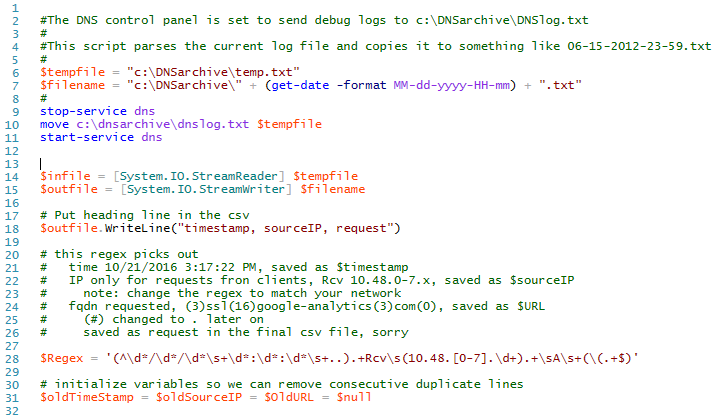 1
2 #The DNS control panel is set to send debug logs to c:\DNSarchive\DNSlog.txt
3 #
4 #This script parses the current log file and copies it to something like 06-15-2012-23-59.txt
5 #
6 $tempfile = "c:\DNSarchive\temp.txt"
7 $filename = "c:\DNSarchive\" + (get-date -format MM-dd-yyyy-HH-mm) + ".txt"
8 #
9 stop-service dns
10 move c:\dnsarchive\dnslog.txt $tempfile
11 start-service dns
12
13
14 $infile = [System.IO.StreamReader] $tempfile
15 $outfile = [System.IO.StreamWriter] $filename
16
17 # Put heading line in the csv
18 $outfile.WriteLine("timestamp, sourceIP, request")
19
20 # this regex picks out
21 #   time 10/21/2016 3:17:22 PM, saved as $timestamp
22 #   IP only for requests fron clients, Rcv 10.48.0-7.x, saved as $sourceIP
23 #     note: change the regex to match your network
24 #   fqdn requested, (3)ssl(16)google-analytics(3)com(0), saved as $URL
25 #     (#) changed to . later on
26 #     saved as request in the final csv file, sorry
27
28 $Regex = '(^\d*/\d*/\d*\s+\d*:\d*:\d*\s+..).+Rcv\s(10.48.[0-7].\d+).+\sA\s+(\(.+$)'
29
30 # initialize variables so we can remove consecutive duplicate lines
31 $oldTimeStamp = $oldSourceIP = $OldURL = $null
32